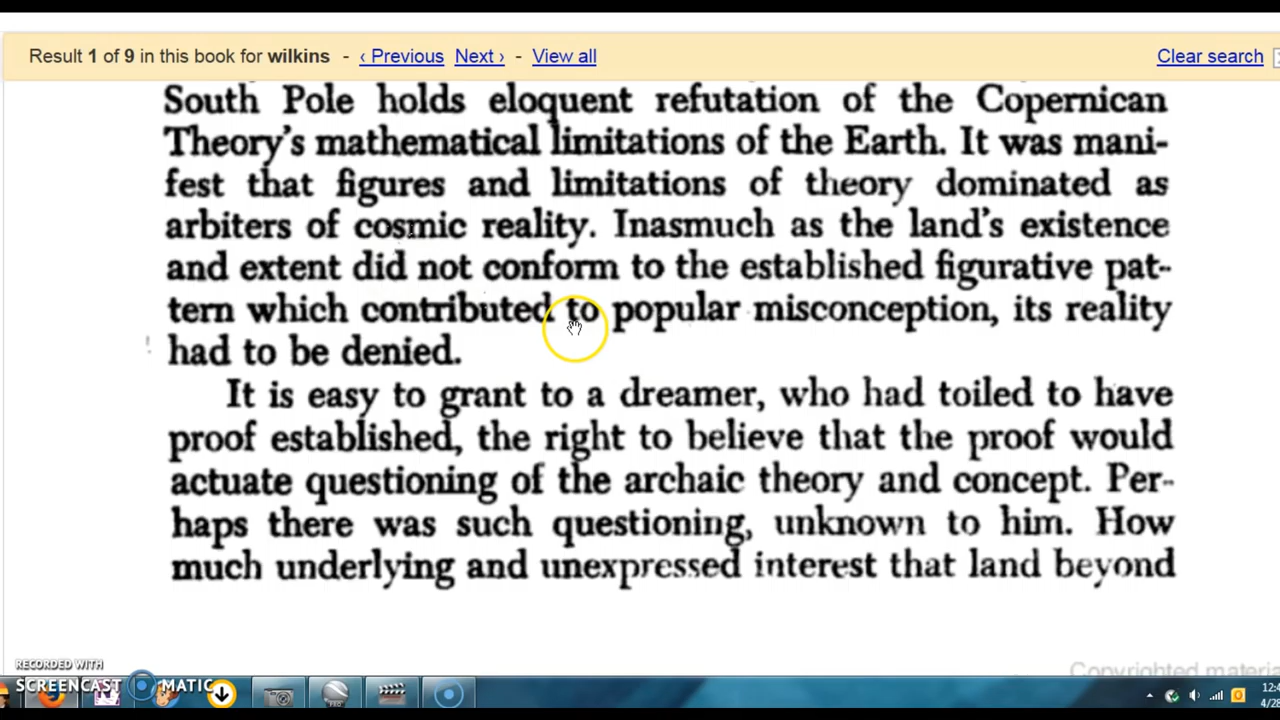 Result 1 of 9 in this book for wilkins - ‹ Previous Next › - View all Clear search
South Pole holds eloquent refutation of the Copernican
Theory's mathematical limitations of the Earth. It was mani-
fest that figures and limitations of theory dominated as
arbiters of cosmic reality. Inasmuch as the land's existence
and extent did not conform to the established figurative pat-
tern which contributed to popular misconception, its reality
had to be denied.
It is easy to grant to a dreamer, who had toiled to have
proof established, the right to believe that the proof would
actuate questioning of the archaic theory and concept. Per-
haps there was such questioning, unknown to him. How
much underlying and unexpressed interest that land beyond
Copyrighted materia
RECORDED WITH
SCREENCAST MATIC
12:4
4/28